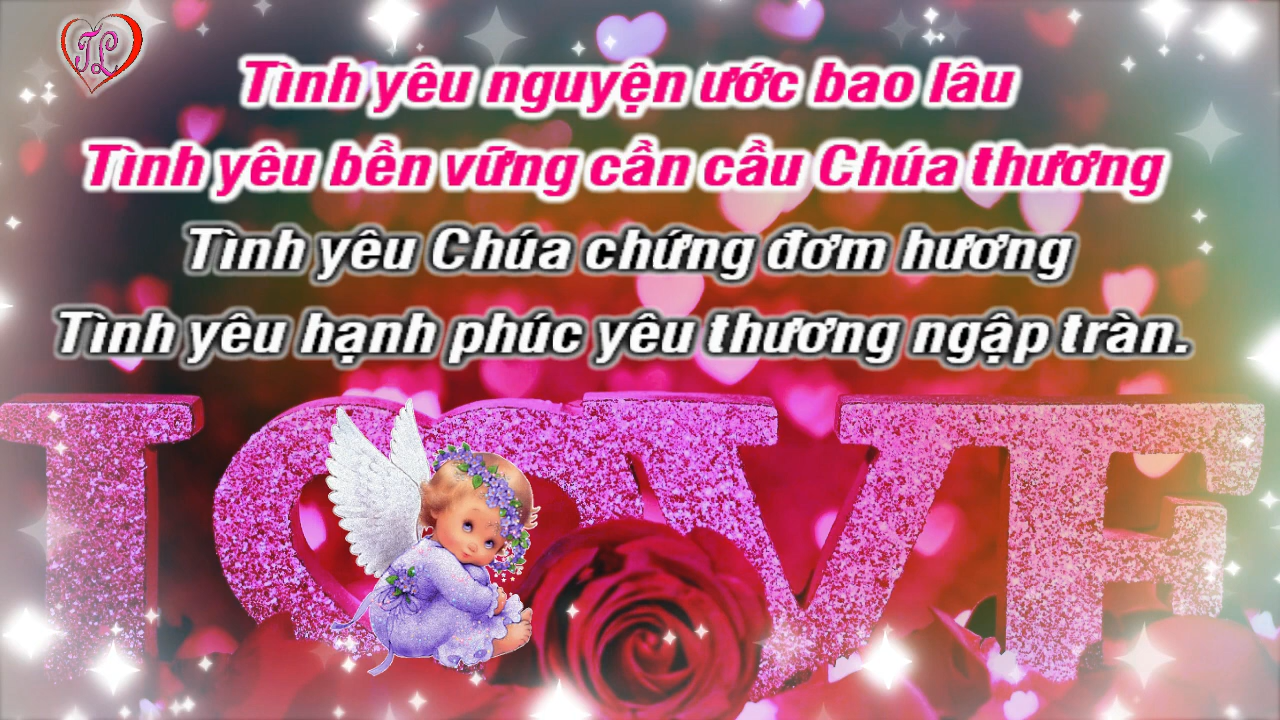 TL
Tình yêu nguyện ước bao lâu
Tình yêu bền vững cần cầu Chúa thương
Tình yêu Chúa chứng đơm hương
Tình yêu hạnh phúc yêu thương ngập tràn.
LOVE